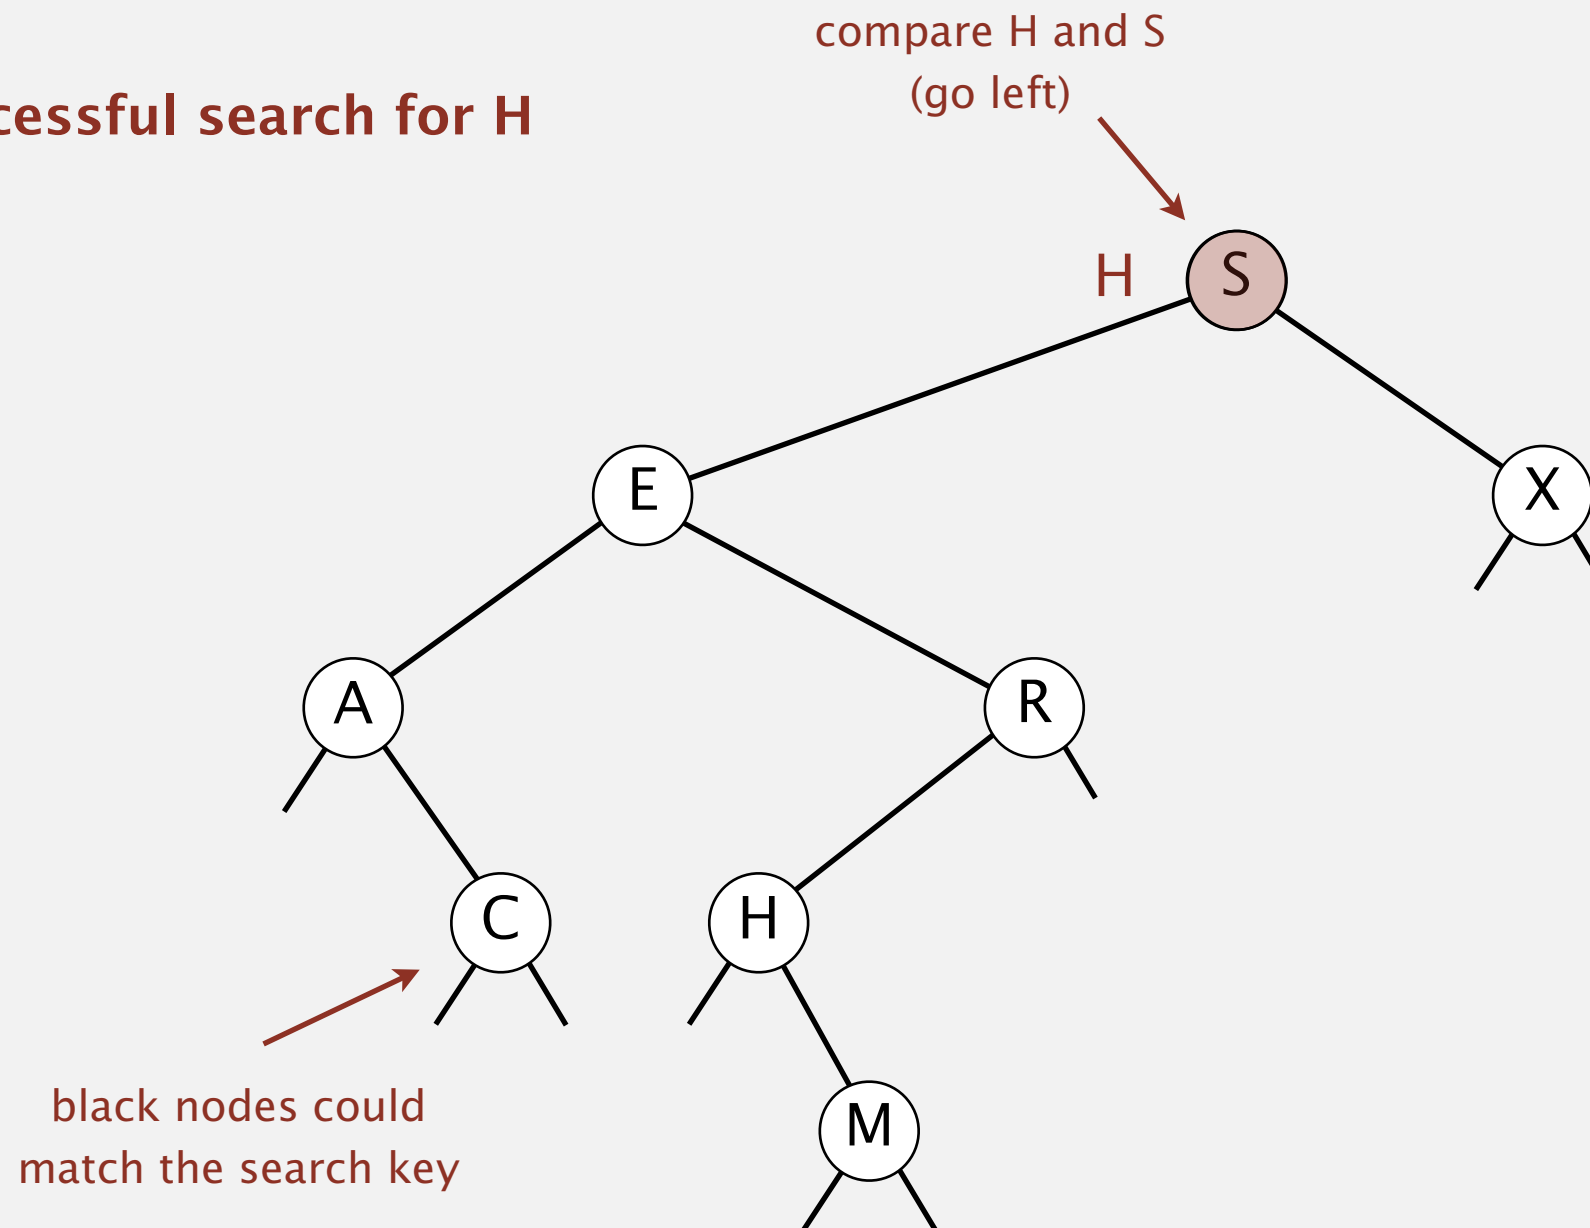 compare H and S
(go left)
cessful search for H
H
S
E
X
A
R
C
H
M
black nodes could
match the search key